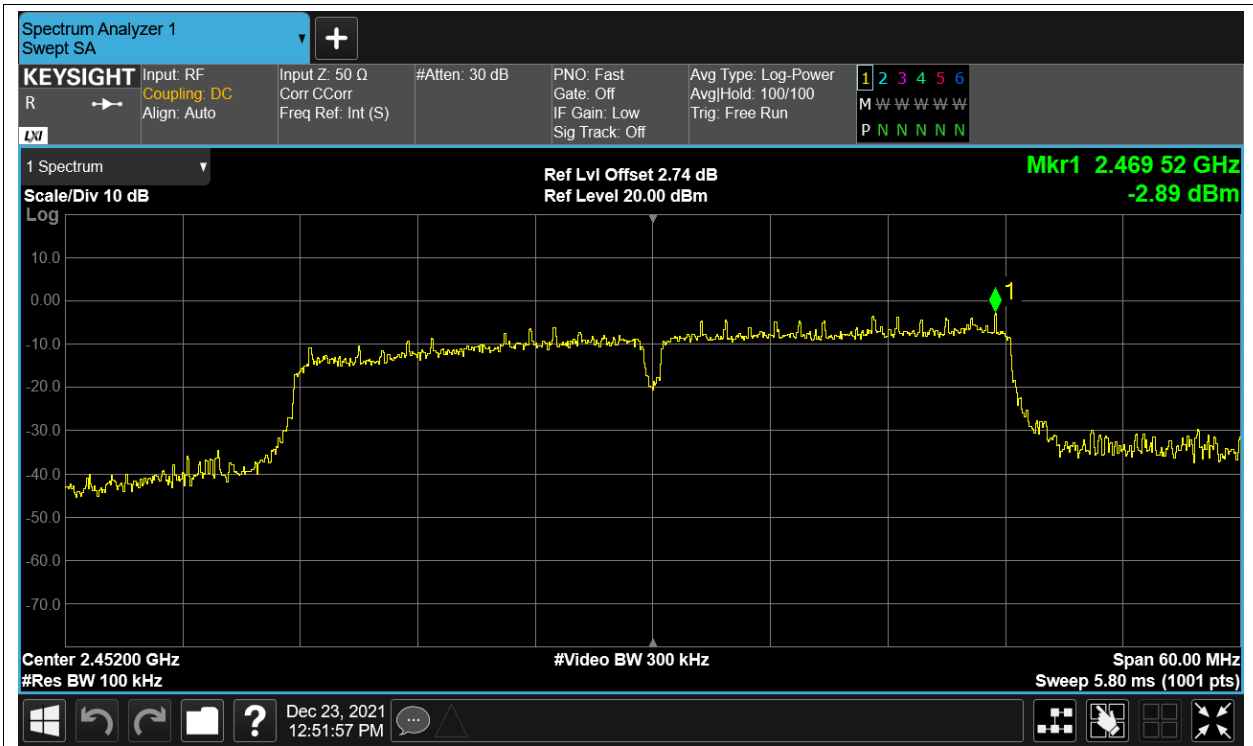 Spectrum Analyzer 1
Swept SA
KEYSIGHT
R
LXI
Input: RF
Coupling: DC
Align: Auto
Input Z: 50 Ω
Corr CCorr
Freq Ref: Int (S)
#Atten: 30 dB
PNO: Fast
Gate: Off
IF Gain: Low
Sig Track: Off
Avg Type: Log-Power
Avg|Hold: 100/100
Trig: Free Run
1 2 3 4 5 6
M W W W W W
P N N N N N
1 Spectrum
Scale/Div 10 dB
Log
Ref Lvl Offset 2.74 dB
Ref Level 20.00 dBm
Mkr1 2.469 52 GHz
-2.89 dBm
10.0
0.00
-10.0
-20.0
-30.0
-40.0
-50.0
-60.0
-70.0
1
Center 2.45200 GHz
#Res BW 100 kHz
#Video BW 300 kHz
Span 60.00 MHz
Sweep 5.80 ms (1001 pts)
?
Dec 23, 2021
12:51:57 PM